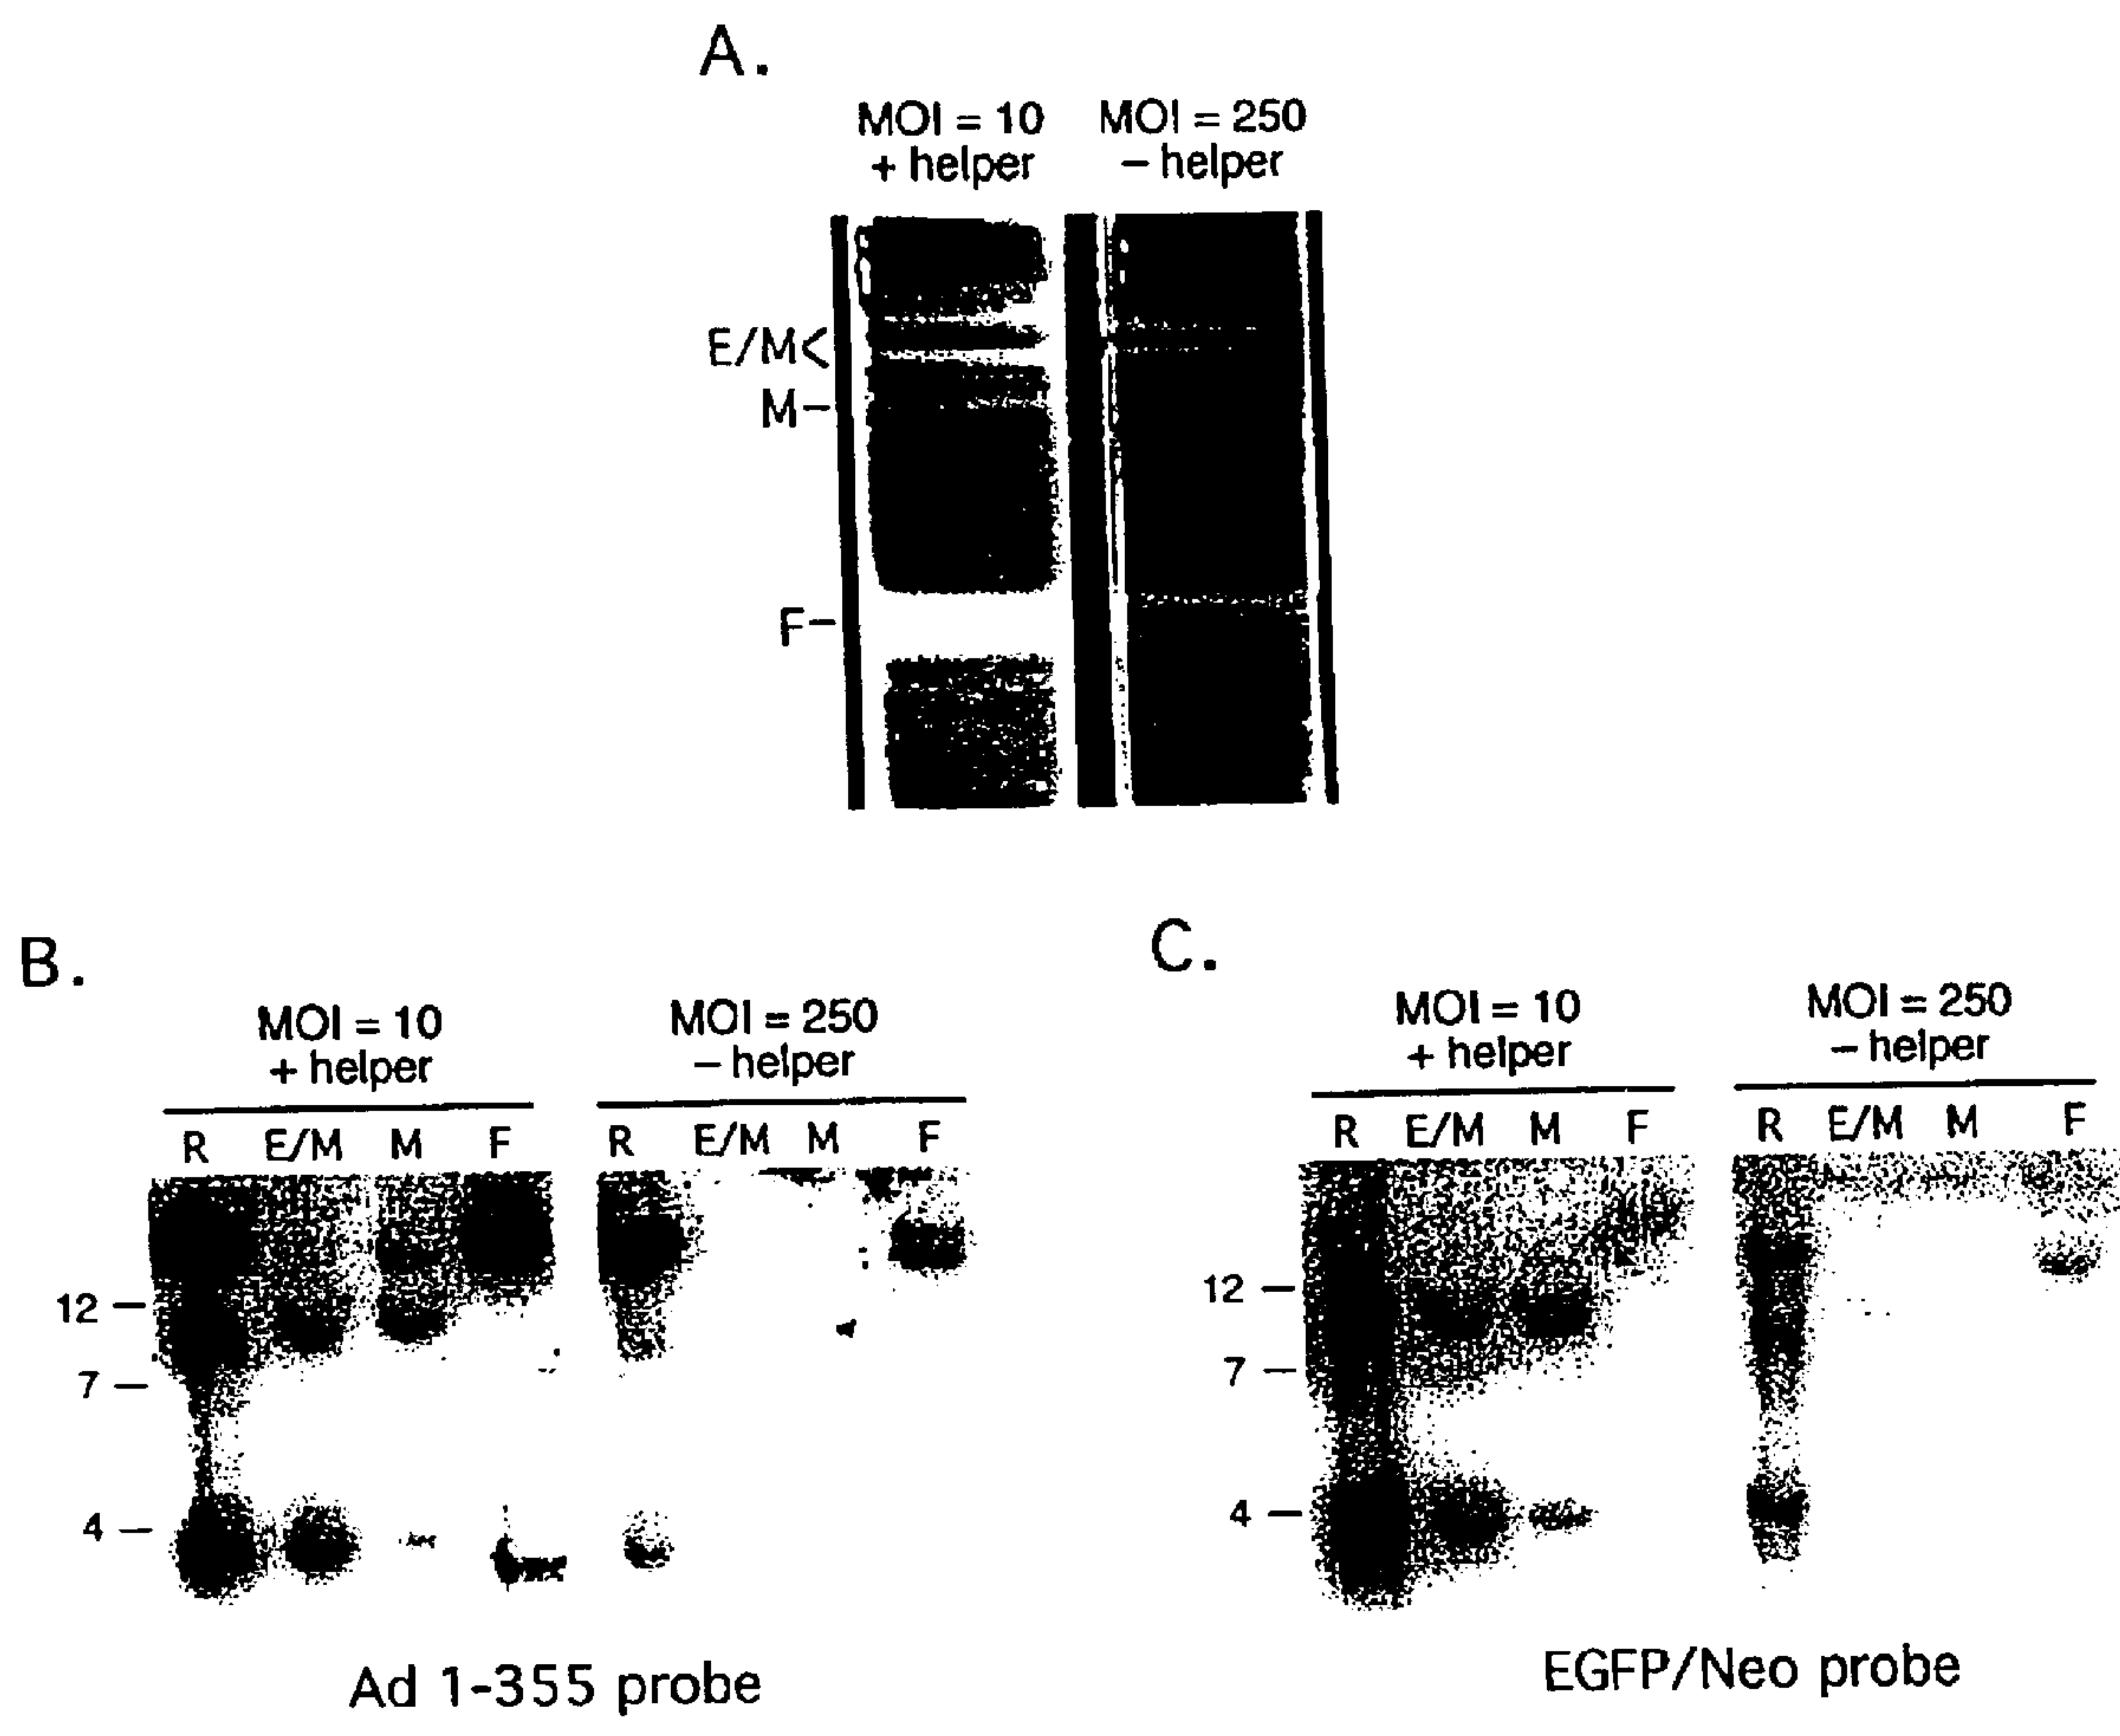 A.
MOI = 10 MOI = 250
+ helper – helper
E/M<
M–
F–
B.
MOI = 10 MOI = 250
+ helper – helper
R E/M M F R E/M M F
12 –
7 –
4 –
Ad 1-355 probe
C.
MOI = 10 MOI = 250
+ helper – helper
R E/M M F R E/M M F
12 –
7 –
4 –
EGFP/Neo probe